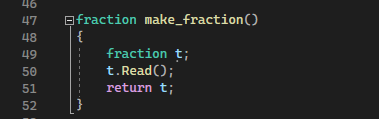 46
47 fraction make_fraction()
48 {
49 fraction t;
50 t.Read();
51 return t;
52 }